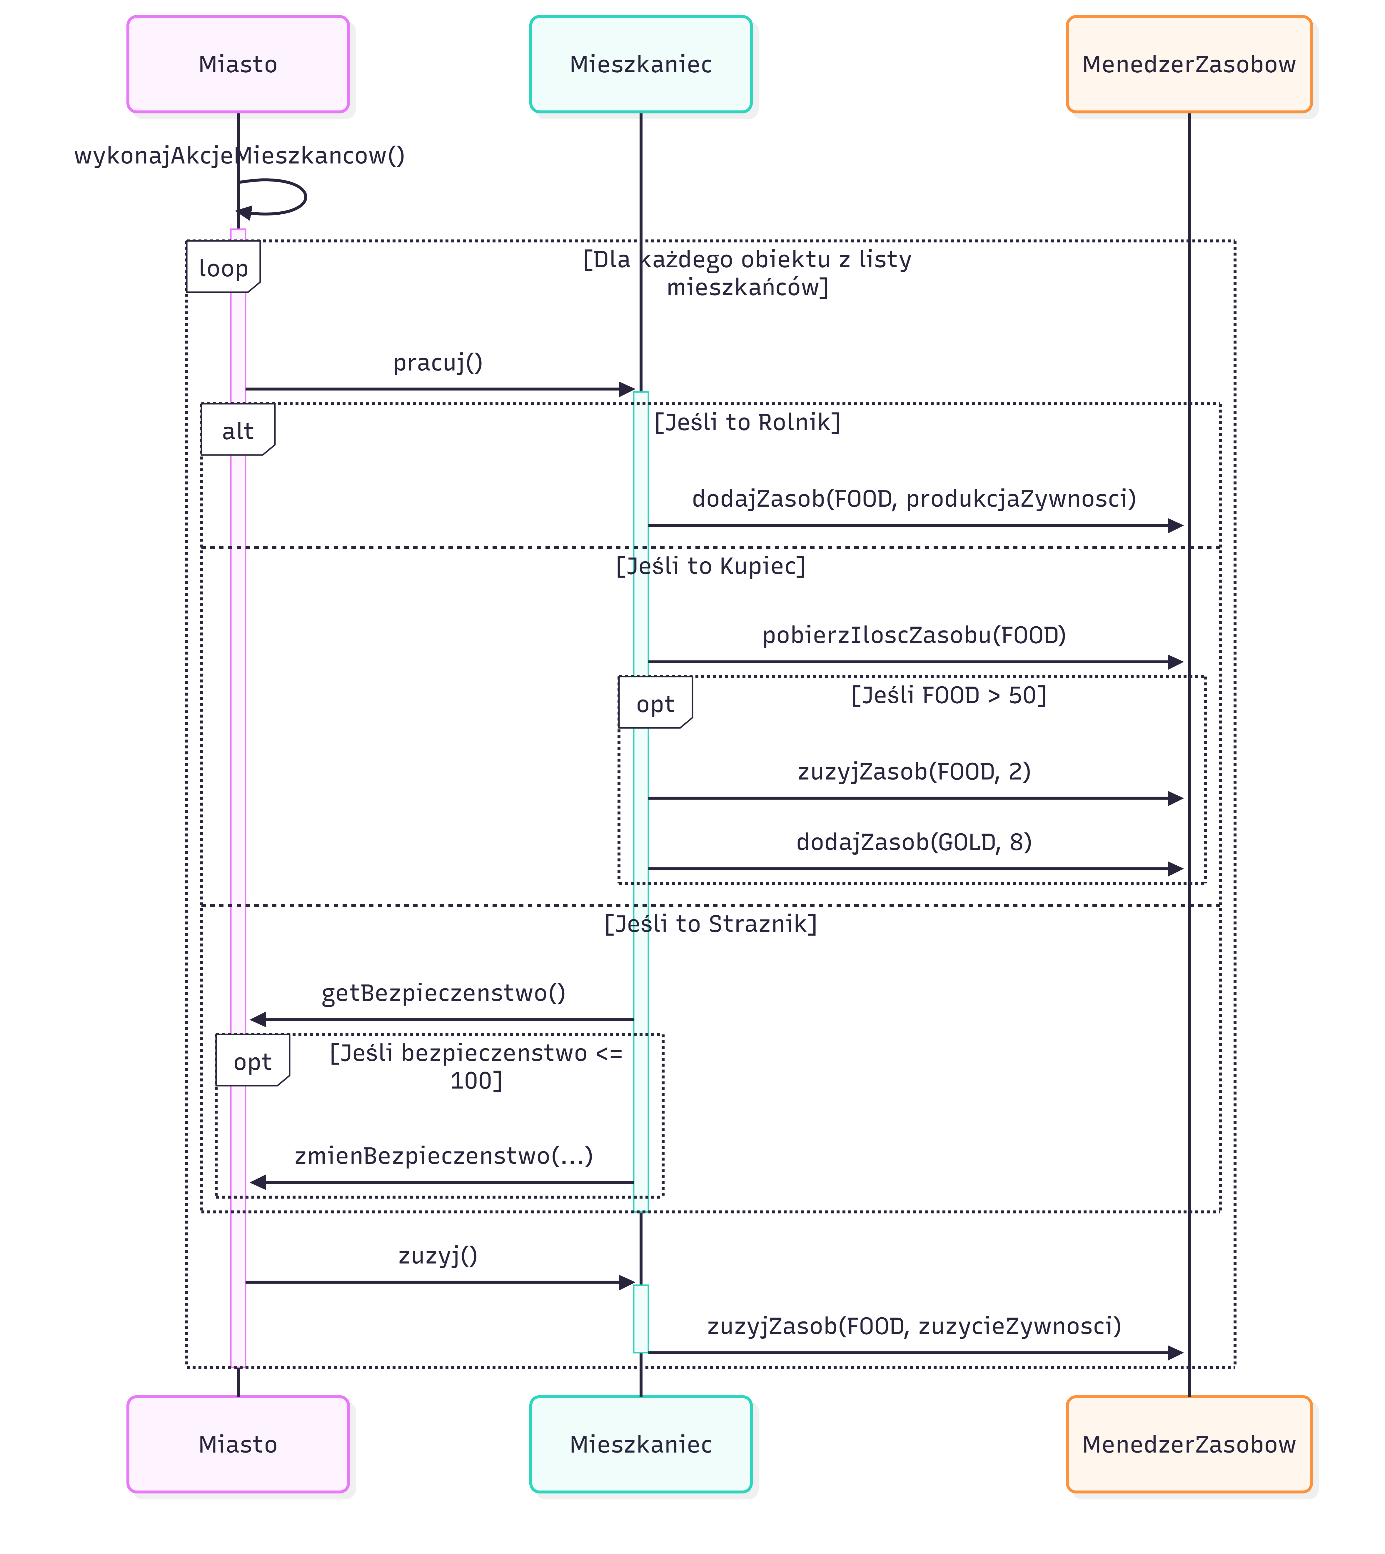 Miasto
Mieszkaniec
MenedzerZasobow
wykonajAkcjeMieszkancow()
loop
[Dla każdego obiektu z listy
mieszkańców]
pracuj()
alt
[Jeśli to Rolnik]
dodajZasob(FOOD, produkcjaZywnosci)
[Jeśli to Kupiec]
pobierzIloscZasobu(FOOD)
opt
[Jeśli FOOD > 50]
zuzyjZasob(FOOD, 2)
dodajZasob(GOLD, 8)
[Jeśli to Straznik]
getBezpieczenstwo()
opt
[Jeśli bezpieczenstwo <=
100]
zmienBezpieczenstwo(...)
zuzyj()
zuzyjZasob(FOOD, zuzycieZywnosci)
Miasto
Mieszkaniec
MenedzerZasobow